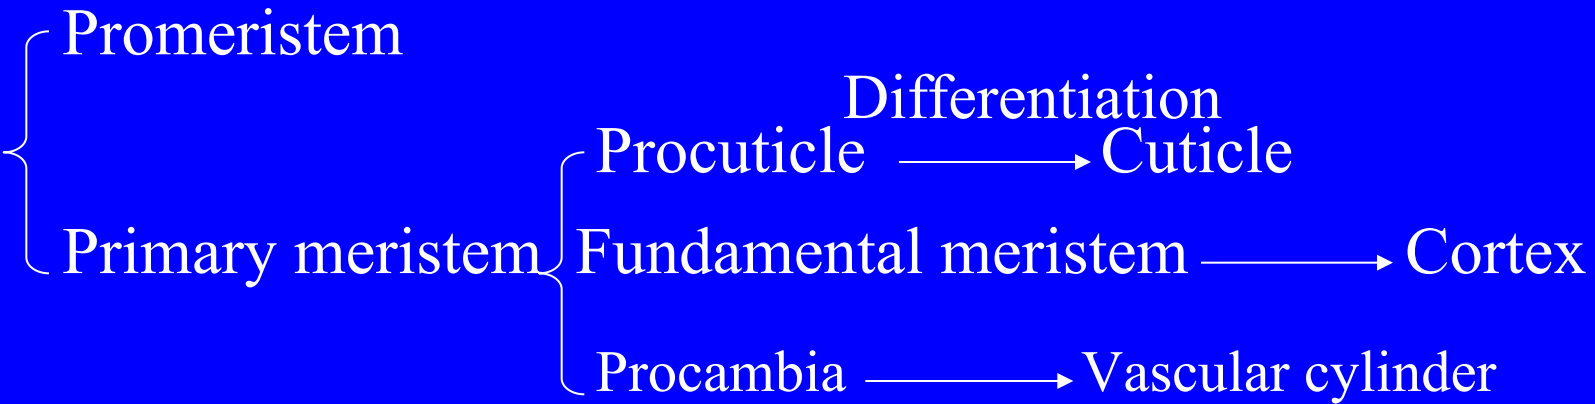 Promeristem
Differentiation
Procuticle Cuticle
Primary meristem Fundamental meristem Cortex
Procambia Vascular cylinder